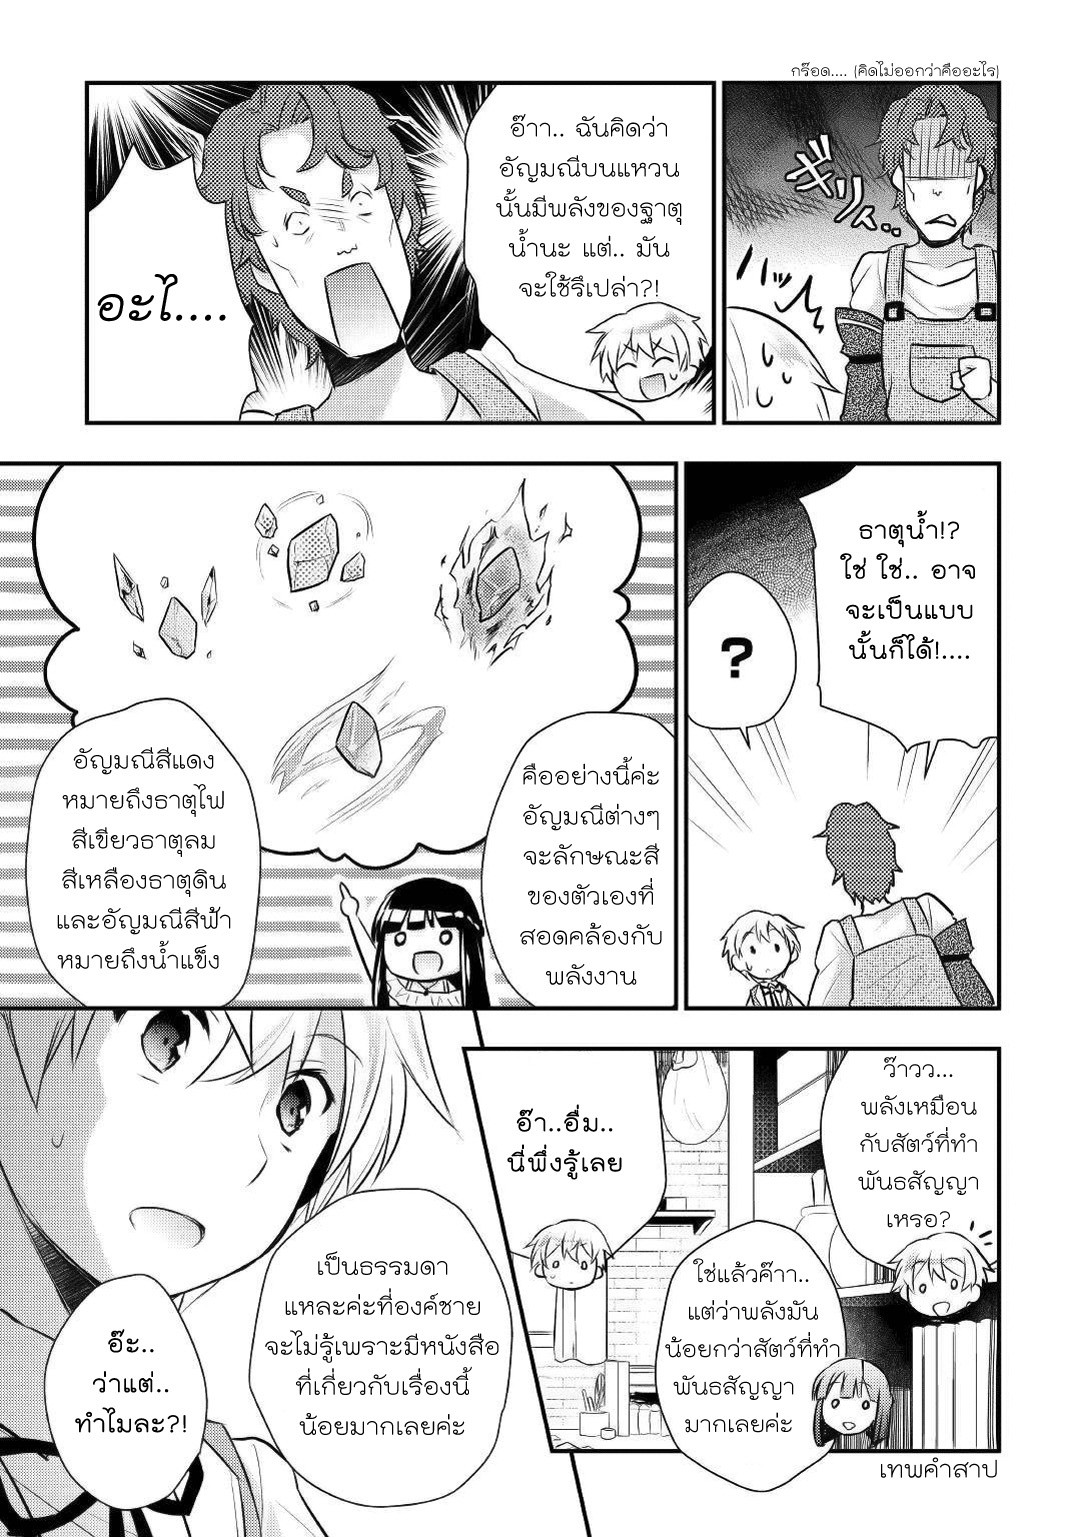 กร๊อด.... (คิดไม่ออกว่าคืออะไร)
ギリィ..
อ๊าา.. ฉันคิดว่า
อัญมณีบนแหวน
นั้นมีพลังของฐาตุ
น้ำนะ แต่.. มัน
จะใช้รึเปล่า?!
อะไ....
ธาตุน้ำ!?
ใช่ ใช่.. อาจ
จะเป็นแบบ
นั้นก็ได้!....
?
คืออย่างนี้ค่ะ
อัญมณีต่างๆ
จะลักษณะสี
ของตัวเองที่
สอดคล้องกับ
พลังงาน
อัญมณีสีแดง
หมายถึงธาตุไฟ
สีเขียวธาตุลม
สีเหลืองธาตุดิน
และอัญมณีสีฟ้า
หมายถึงน้ำแข็ง
ว๊าวว...
พลังเหมือน
กับสัตว์ที่ทำ
พันธสัญญา
เหรอ?
ใช่แล้วค๊าา..
แต่ว่าพลังมัน
น้อยกว่าสัตว์ที่ทำ
พันธสัญญา
มากเลยค่ะ
อ๊า..อื่ม..
นี่พึ่งรู้เลย
เป็นธรรมดา
แหละค่ะที่องค์ชาย
จะไม่รู้เพราะมีหนังสือ
ที่เกี่ยวกับเรื่องนี้
น้อยมากเลยค่ะ
อ๊ะ..
ว่าแต่..
ทำไมละ?!
เทพคำสาป